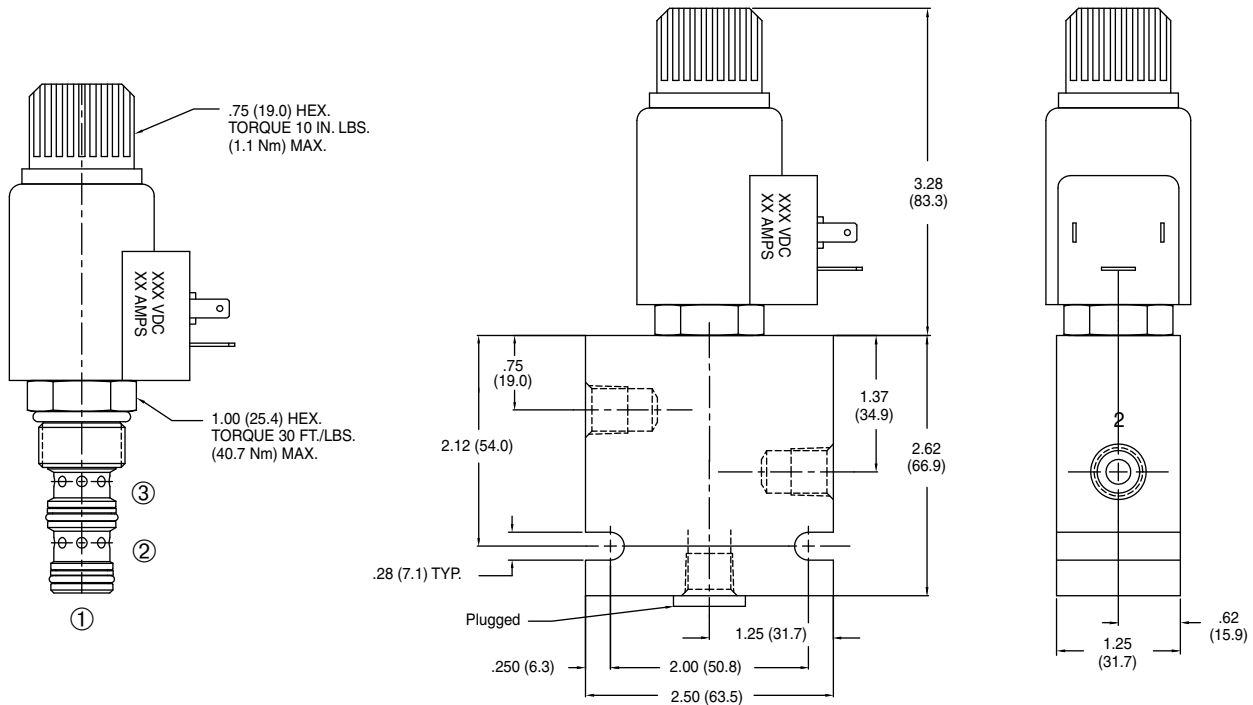 .75 (19.0) HEX.
TORQUE 10 IN. LBS.
(1.1 Nm) MAX.
XXX VDC
XX AMPS
1.00 (25.4) HEX.
TORQUE 30 FT./LBS.
(40.7 Nm) MAX.
③
②
①
XXX VDC
XX AMPS
3.28
(83.3)
.75
(19.0)
1.37
(34.9)
2.12 (54.0)
2.62
(66.9)
.28 (7.1) TYP.
Plugged
1.25 (31.7)
.250 (6.3)
2.00 (50.8)
2.50 (63.5)
2
.62
(15.9)
1.25
(31.7)